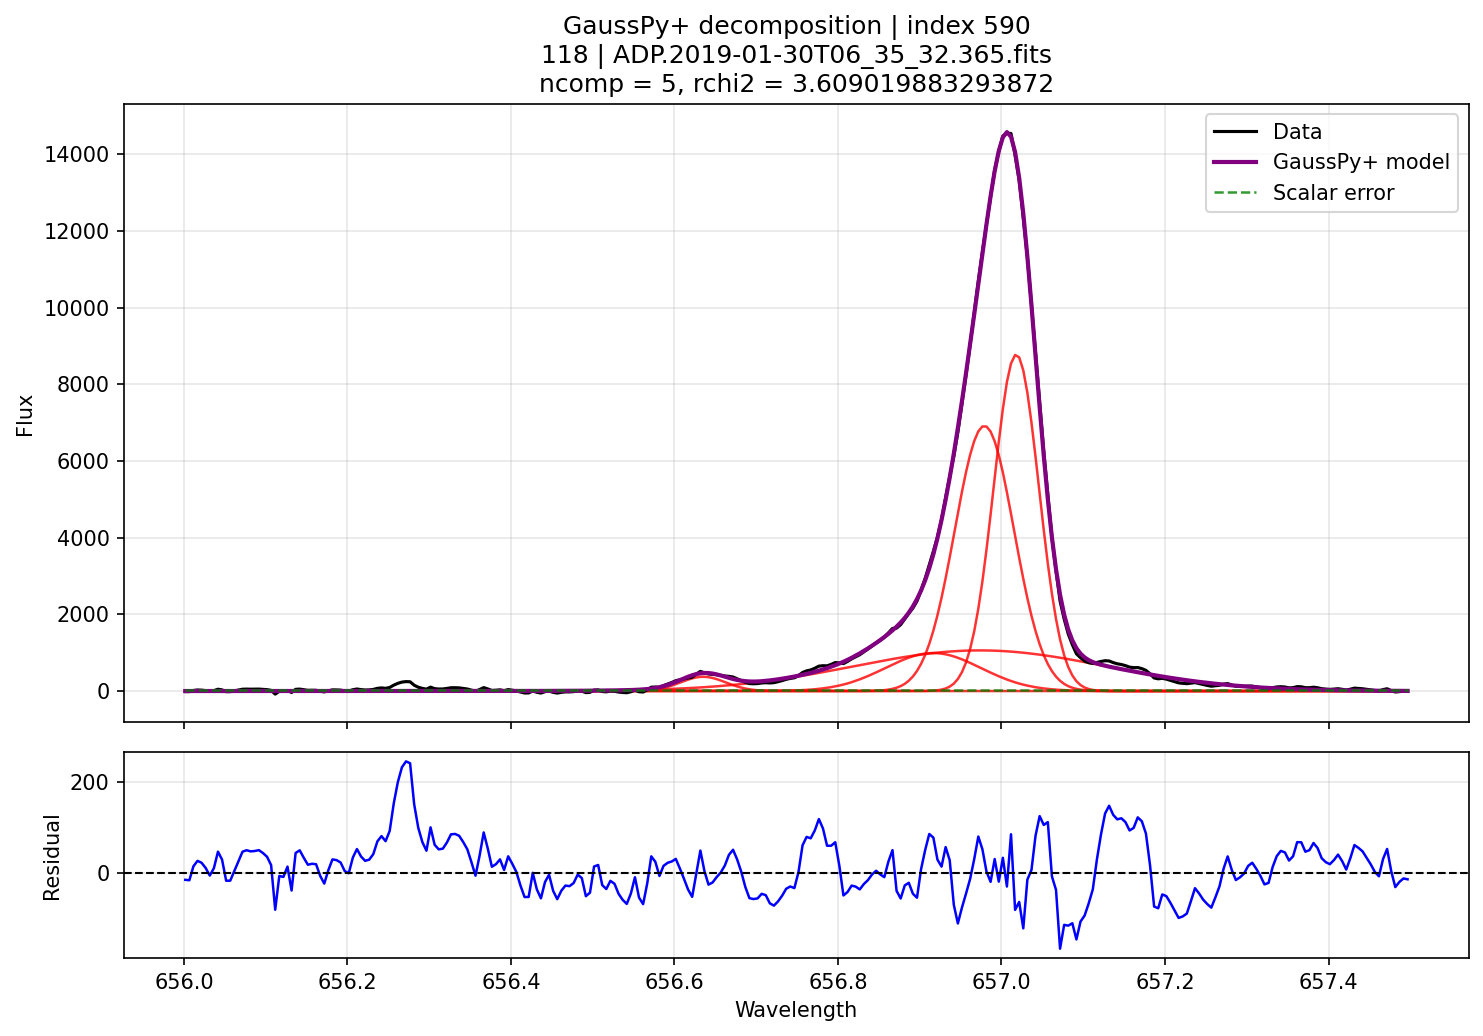 GaussPy+ decomposition | index 590
118 | ADP.2019-01-30T06_35_32.365.fits
ncomp = 5, rchi2 = 3.609019883293872
Data
GaussPy+ model
Scalar error
Flux
14000
12000
10000
8000
6000
4000
2000
0
Residual
200
0
656.0 656.2 656.4 656.6 656.8 657.0 657.2 657.4
Wavelength